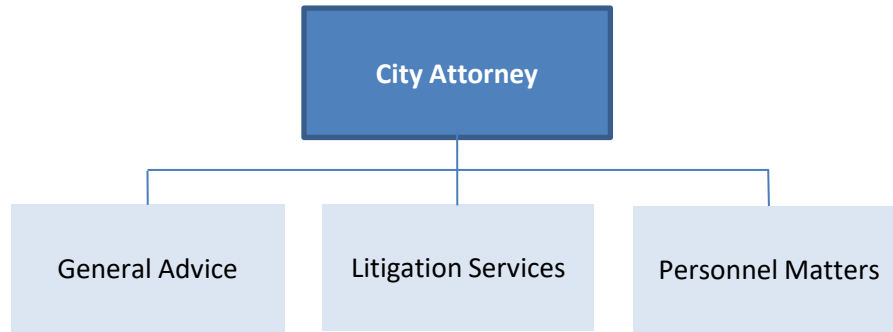 City Attorney
General Advice
Litigation Services
Personnel Matters